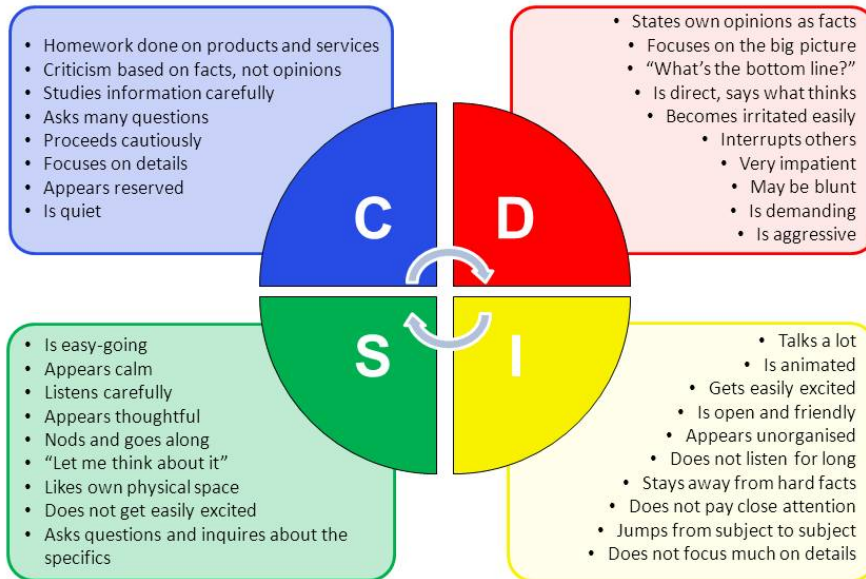 • Homework done on products and services
• Criticism based on facts, not opinions
• Studies information carefully
• Asks many questions
• Proceeds cautiously
• Focuses on details
• Appears reserved
• Is quiet
C
• States own opinions as facts
• Focuses on the big picture
• “What’s the bottom line?”
• Is direct, says what thinks
• Becomes irritated easily
• Interrupts others
• Very impatient
• May be blunt
• Is demanding
• Is aggressive
D
• Is easy-going
• Appears calm
• Listens carefully
• Appears thoughtful
• Nods and goes along
• “Let me think about it”
• Likes own physical space
• Does not get easily excited
• Asks questions and inquires about the
specifics
S
• Talks a lot
• Is animated
• Gets easily excited
• Is open and friendly
• Appears unorganised
• Does not listen for long
• Stays away from hard facts
• Does not pay close attention
• Jumps from subject to subject
• Does not focus much on details
I